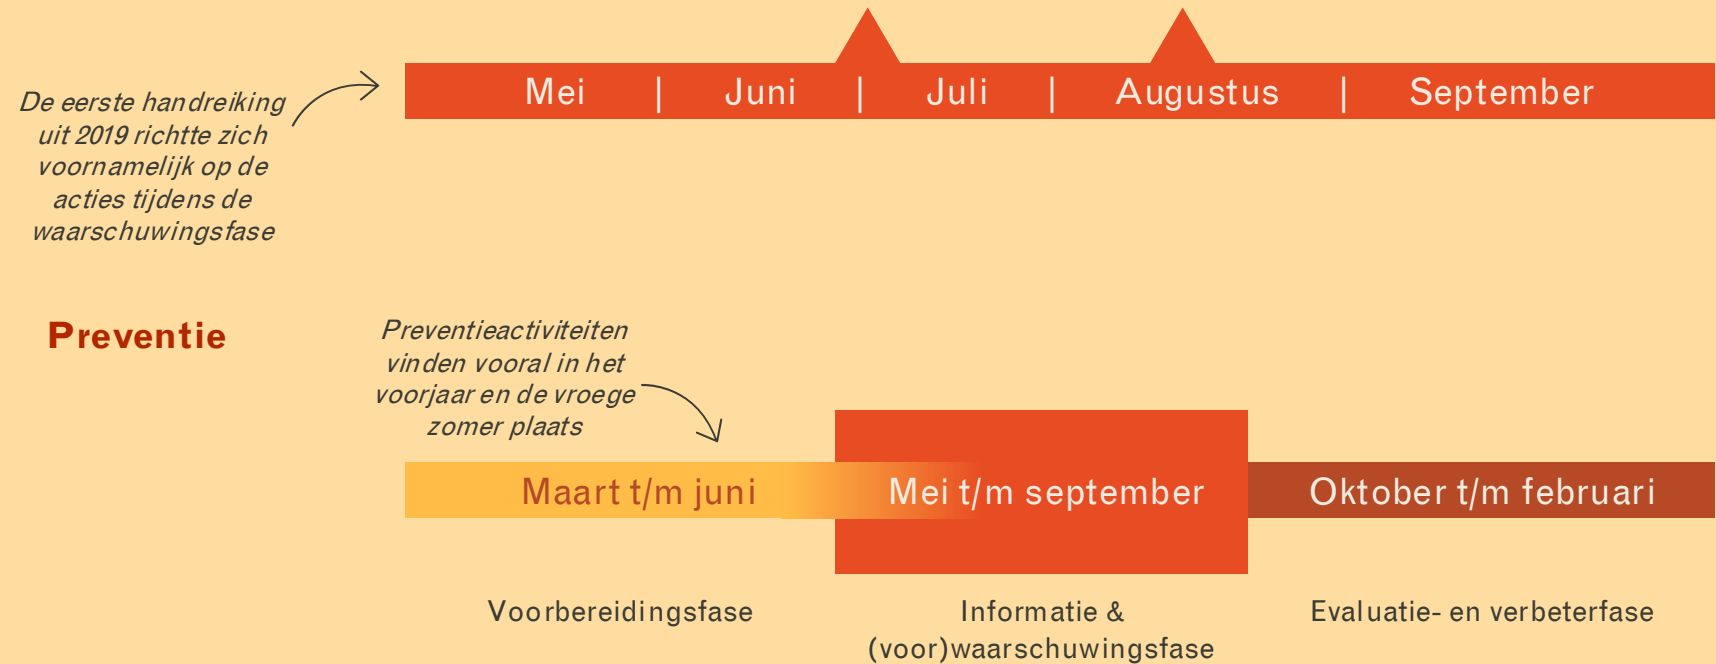 Mei | Juni | Juli | Augustus | September
De eerste handreiking
uit 2019 richtte zich
voornamelijk op de
acties tijdens de
waarschuwingsfase
Preventie
Preventieactiviteiten
vinden vooral in het
voorjaar en de vroege
zomer plaats
Maart t/m juni
Mei t/m september
Oktober t/m februari
Voorbereidingsfase
Informatie &
(voor)waarschuwingsfase
Evaluatie- en verbeterfase